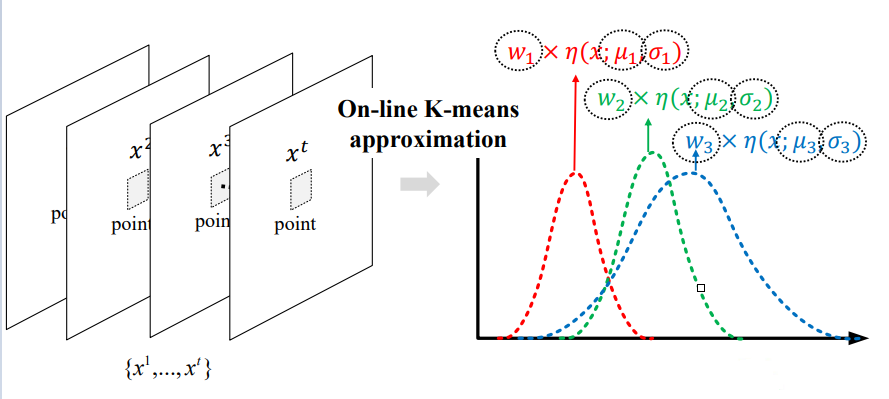 x²
x³
xᵗ
po
point
poin
point
{x¹,...,xᵗ}
On-line K-means
approximation
w₁ × η(x; μ₁, σ₁)
w₂ × η(x; μ₂, σ₂)
w₃ × η(x; μ₃, σ₃)